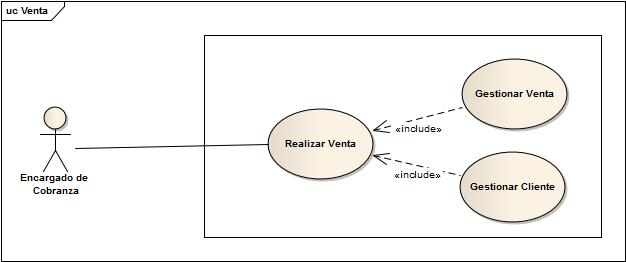 uc Venta
Gestionar Venta
«include»
Realizar Venta
«include»
Gestionar Cliente
Encargado de
Cobranza